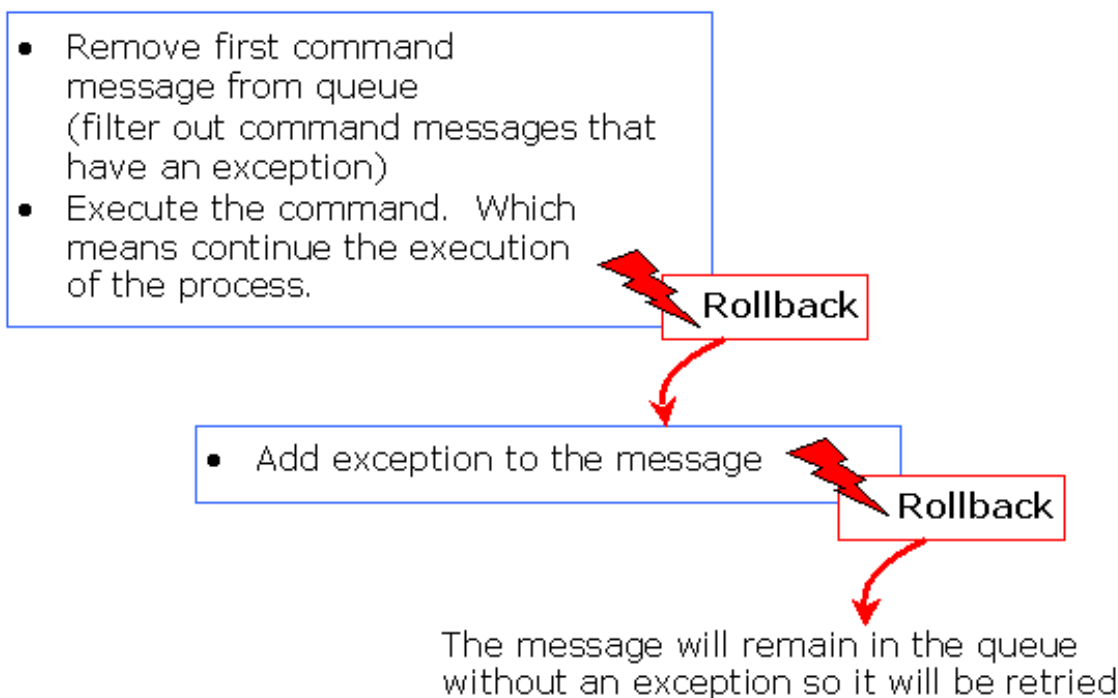 • Remove first command
message from queue
(filter out command messages that
have an exception)
• Execute the command. Which
means continue the execution
of the process.
Rollback
• Add exception to the message
Rollback
The message will remain in the queue
without an exception so it will be retried